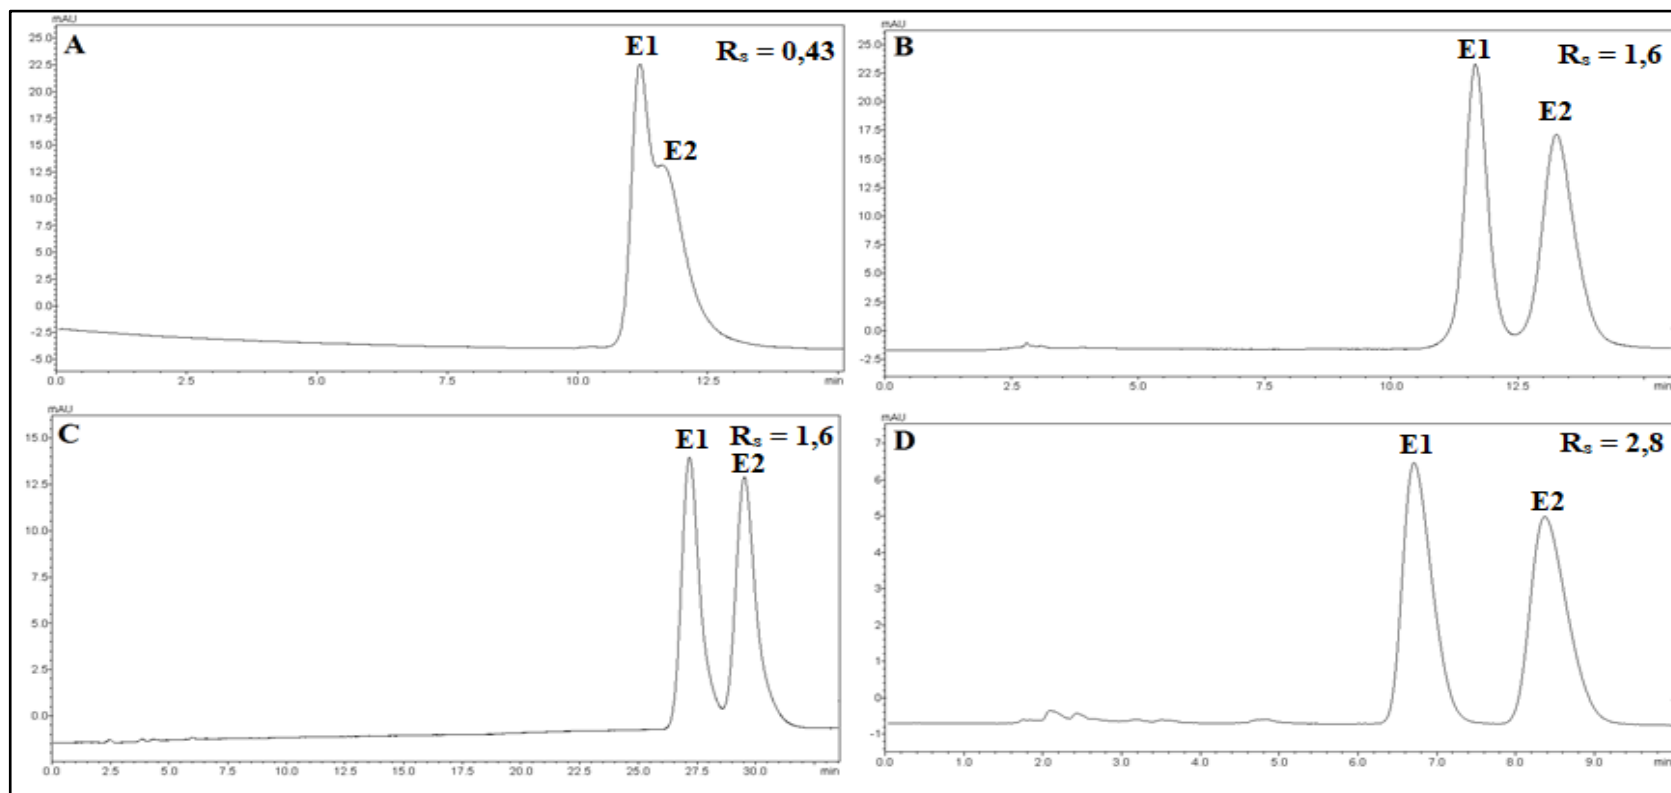 mAU
A
E1
Rₛ = 0,43
E2
25.0
22.5
20.0
17.5
15.0
12.5
10.0
7.5
5.0
2.5
0.0
-2.5
-5.0
0.0 2.5 5.0 7.5 10.0 12.5 min
mAU
B
E1
Rₛ = 1,6
E2
25.0
22.5
20.0
17.5
15.0
12.5
10.0
7.5
5.0
2.5
0.0
-2.5
0.0 2.5 5.0 7.5 10.0 12.5 min
mAU
C
E1
Rₛ = 1,6
E2
15.0
12.5
10.0
7.5
5.0
2.5
0.0
0.0 2.5 5.0 7.5 10.0 12.5 15.0 17.5 20.0 22.5 25.0 27.5 30.0 min
mAU
D
E1
Rₛ = 2,8
E2
7
6
5
4
3
2
1
0
-1
0.0 1.0 2.0 3.0 4.0 5.0 6.0 7.0 8.0 9.0 min